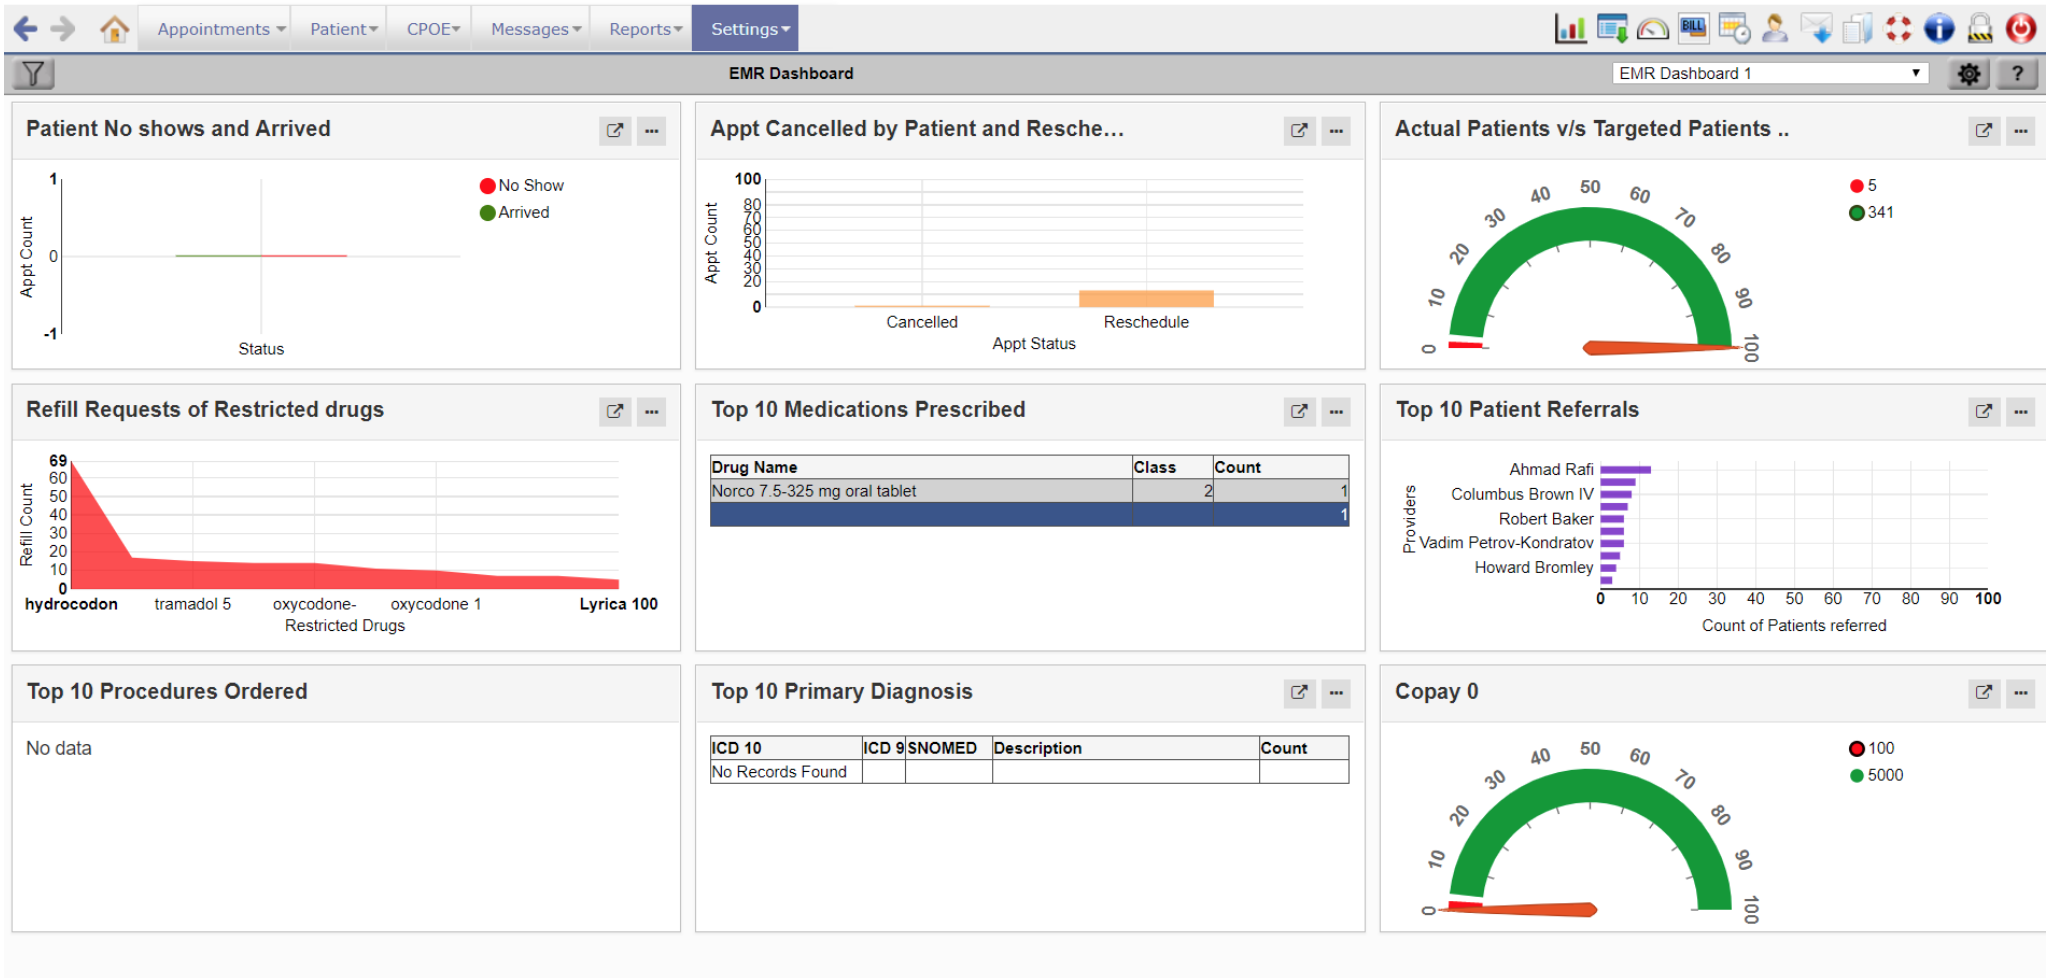 Appointments Patient CPOE Messages Reports Settings
BILL
EMR Dashboard
EMR Dashboard 1
?
Patient No shows and Arrived
1
0
-1
Appt Count
Status
No Show
Arrived
Appt Cancelled by Patient and Resche...
100
80
70
60
50
40
30
20
0
Appt Count
Cancelled Reschedule
Appt Status
Actual Patients v/s Targeted Patients ..
0 10 20 30 40 50 60 70 80 90 100
5
341
Refill Requests of Restricted drugs
69
60
50
40
30
20
10
0
Refill Count
hydrocodon tramadol 5 oxycodone- oxycodone 1 Lyrica 100
Restricted Drugs
Top 10 Medications Prescribed
Drug Name Class Count
Norco 7.5-325 mg oral tablet 2 1
1
Top 10 Patient Referrals
Providers
Ahmad Rafi
Columbus Brown IV
Robert Baker
Vadim Petrov-Kondratov
Howard Bromley
0 10 20 30 40 50 60 70 80 90 100
Count of Patients referred
Top 10 Procedures Ordered
No data
Top 10 Primary Diagnosis
ICD 10 ICD 9 SNOMED Description Count
No Records Found
Copay 0
0 10 20 30 40 50 60 70 80 90 100
100
5000